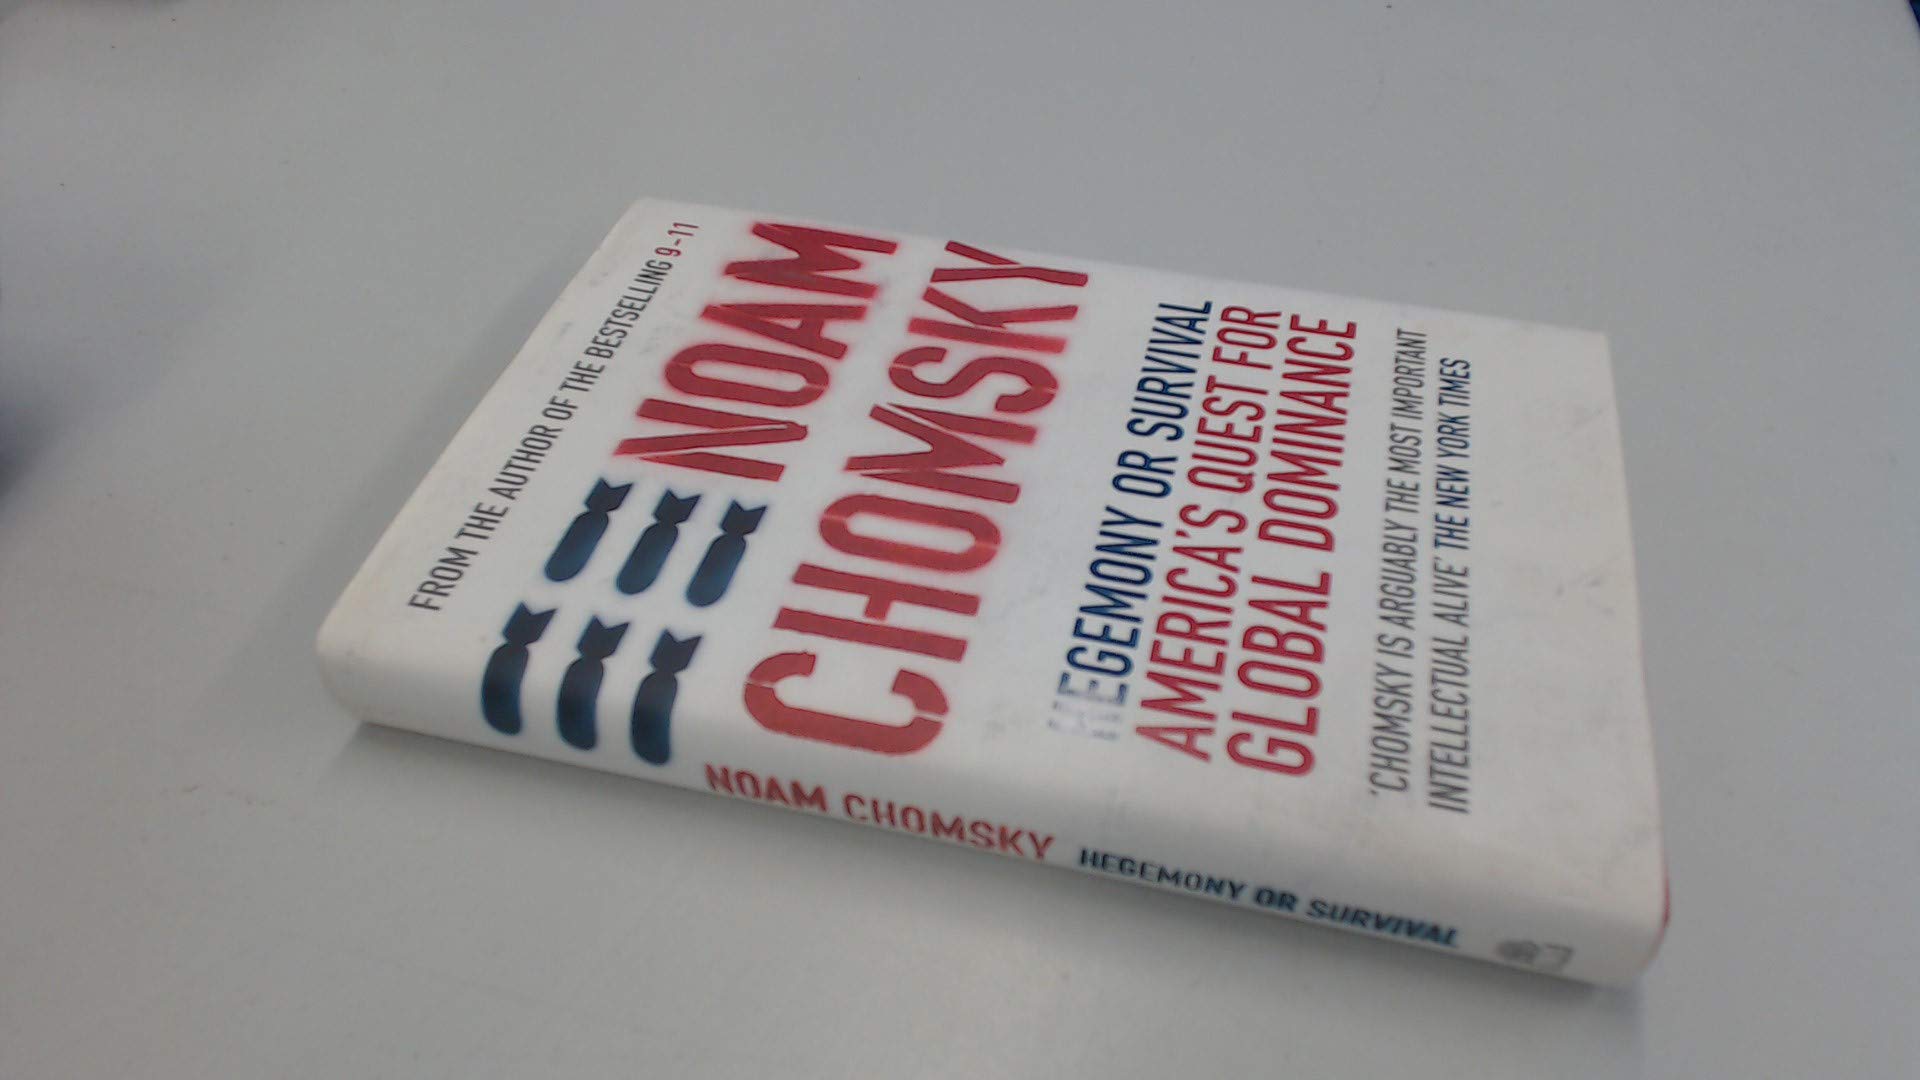 FROM THE AUTHOR OF THE BESTSELLING 9-11
NOAM
CHOMSKY
HEGEMONY OR SURVIVAL
AMERICA'S QUEST FOR
GLOBAL DOMINANCE
'CHOMSKY IS ARGUABLY THE MOST IMPORTANT
INTELLECTUAL ALIVE' THE NEW YORK TIMES
NOAM CHOMSKY HEGEMONY OR SURVIVAL